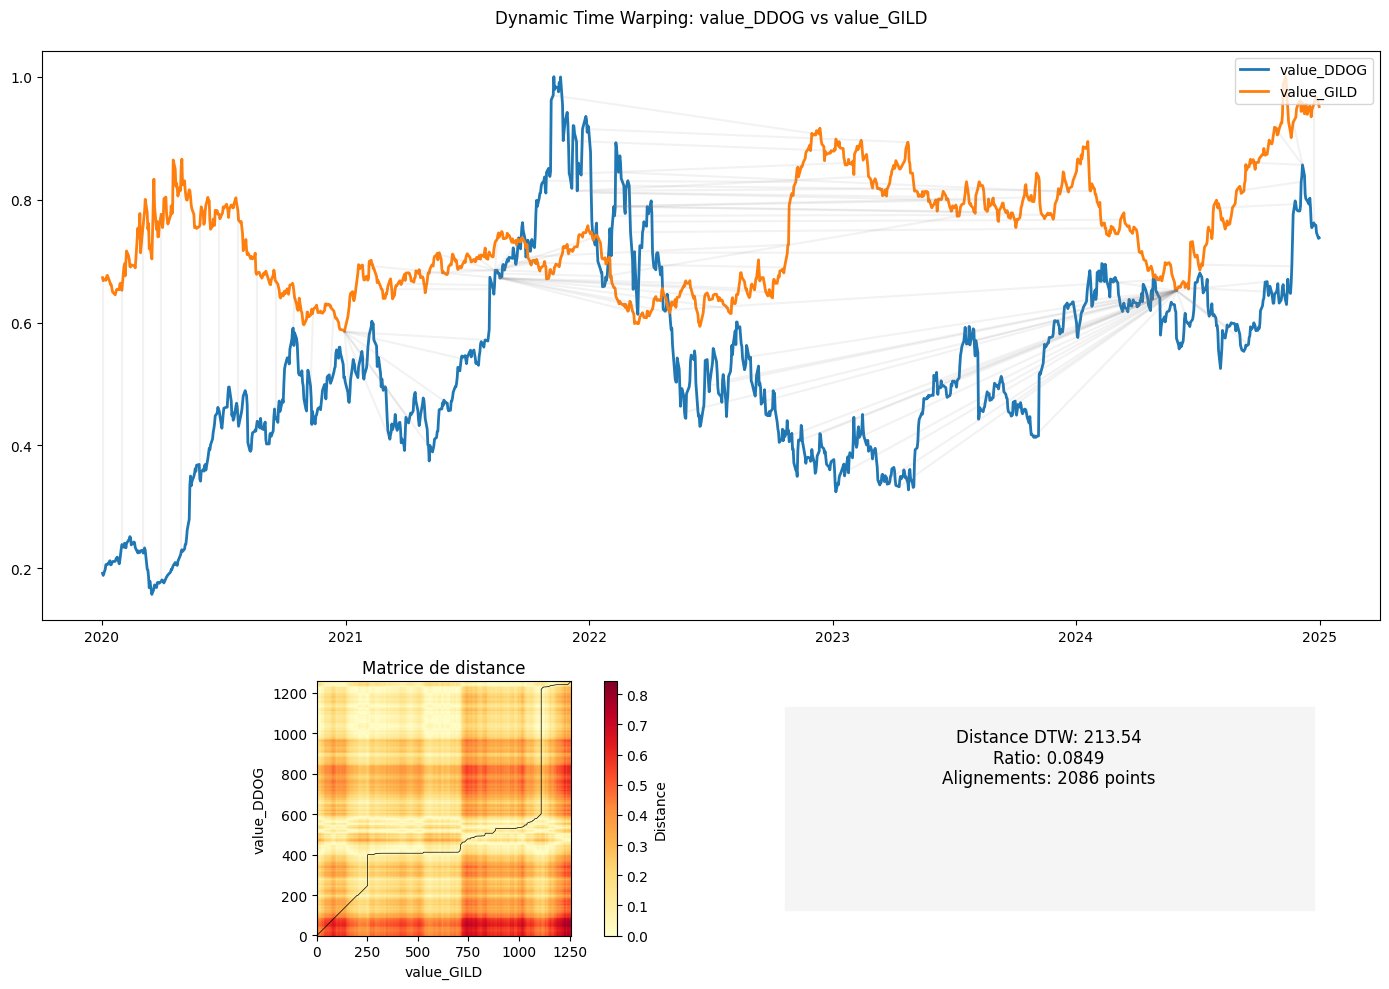 Dynamic Time Warping: value_DDOG vs value_GILD
value_DDOG
value_GILD
1.0
0.8
0.6
0.4
0.2
2020 2021 2022 2023 2024 2025
Matrice de distance
value_DDOG
1200
1000
800
600
400
200
0
0 250 500 750 1000 1250
value_GILD
0.8
0.7
0.6
0.5
0.4
0.3
0.2
0.1
0.0
Distance
Distance DTW: 213.54
Ratio: 0.0849
Alignements: 2086 points